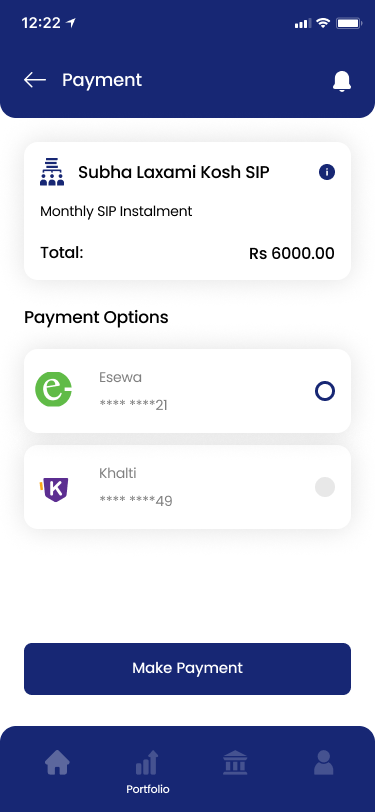 12:22
Payment
Subha Laxami Kosh SIP
Monthly SIP Instalment
Total: Rs 6000.00
Payment Options
Esewa
**** ****21
Khalti
**** ****49
Make Payment
Portfolio